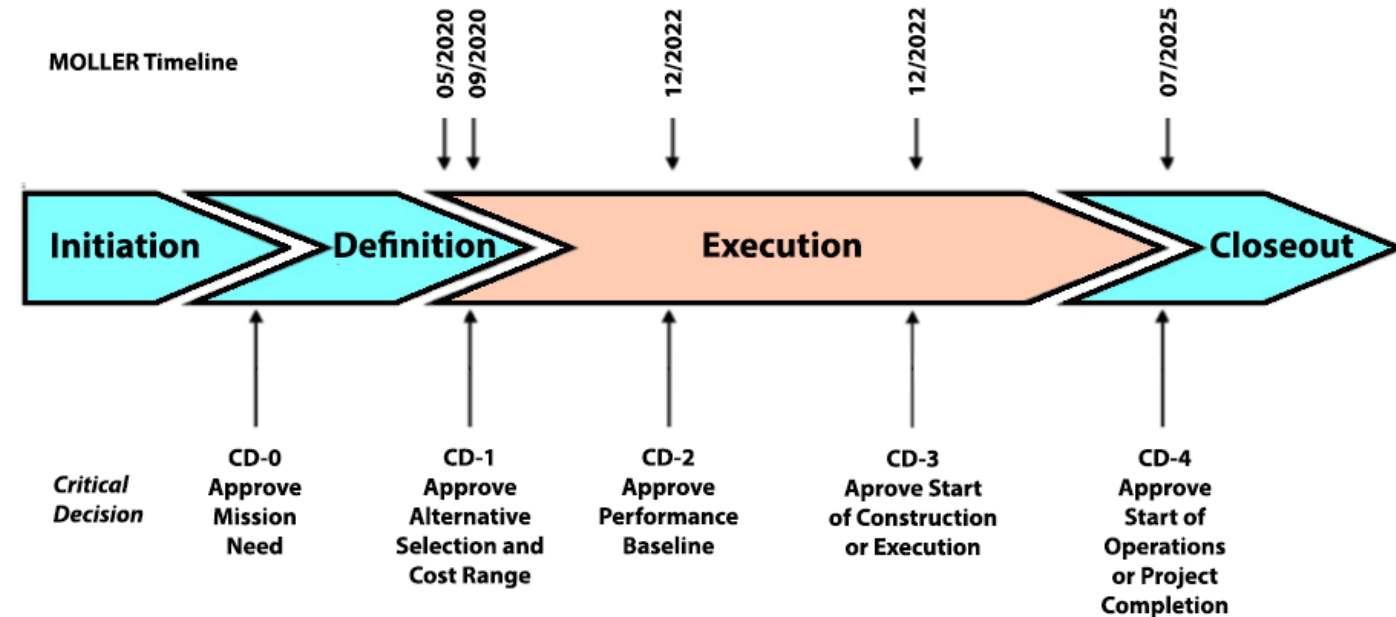 MOLLER Timeline
05/2020
09/2020
12/2022
12/2022
07/2025
Initiation
Definition
Execution
Closeout
Critical
Decision
CD-0
Approve
Mission
Need
CD-1
Approve
Alternative
Selection and
Cost Range
CD-2
Approve
Performance
Baseline
CD-3
Aprove Start
of Construction
or Execution
CD-4
Approve
Start of
Operations
or Project
Completion